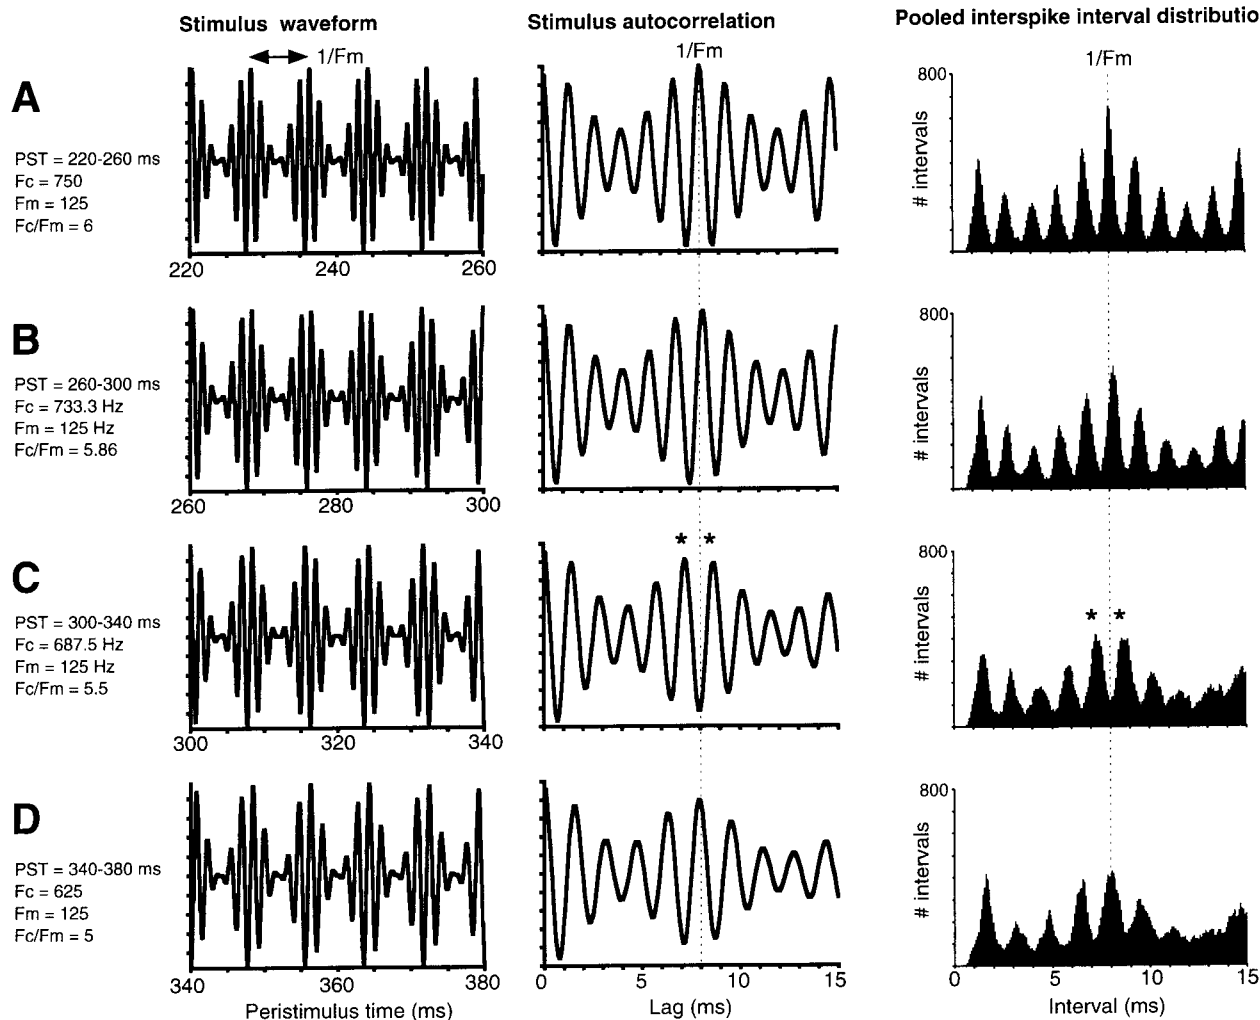 Stimulus waveform
Stimulus autocorrelation
Pooled interspike interval distributio
1/Fm
1/Fm
1/Fm
A
PST = 220-260 ms
Fc = 750
Fm = 125
Fc/Fm = 6
220
240
260
800
# intervals
B
PST = 260-300 ms
Fc = 733.3 Hz
Fm = 125 Hz
Fc/Fm = 5.86
260
280
300
800
# intervals
C
PST = 300-340 ms
Fc = 687.5 Hz
Fm = 125 Hz
Fc/Fm = 5.5
300
320
340
* *
800
# intervals
* *
D
PST = 340-380 ms
Fc = 625
Fm = 125
Fc/Fm = 5
340
360
380
Peristimulus time (ms)
0 5 10 15
Lag (ms)
800
# intervals
0 5 10 15
Interval (ms)